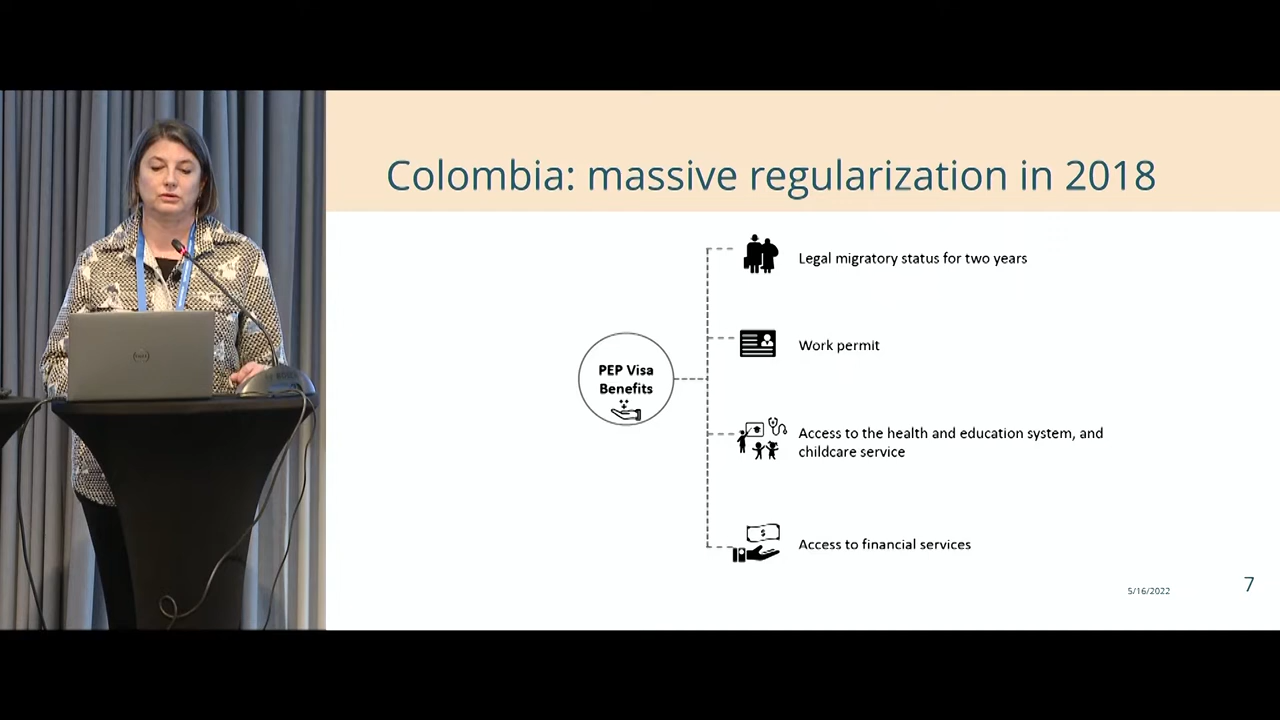 Colombia: massive regularization in 2018
Legal migratory status for two years
Work permit
PEP Visa
Benefits
Access to the health and education system, and
childcare service
Access to financial services
5/16/2022
7